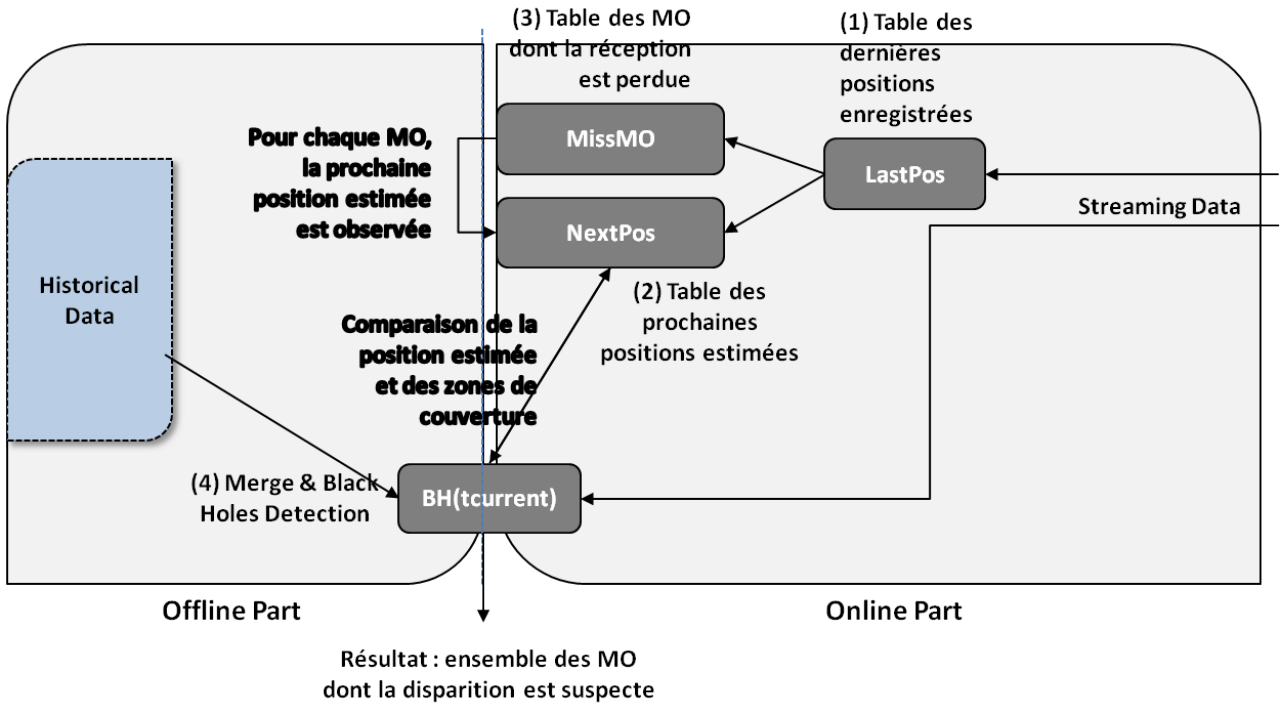 (3) Table des MO
dont la réception
est perdue
(1) Table des
dernières
positions
enregistrées
Pour chaque MO,
la prochaine
position estimée
est observée
MissMO
LastPos
Streaming Data
NextPos
Historical
Data
(2) Table des
prochaines
positions estimées
Comparaison de la
position estimée
et des zones de
couverture
(4) Merge & Black
Holes Detection
BH(tcurrent)
Offline Part
Online Part
Résultat : ensemble des MO
dont la disparition est suspecte